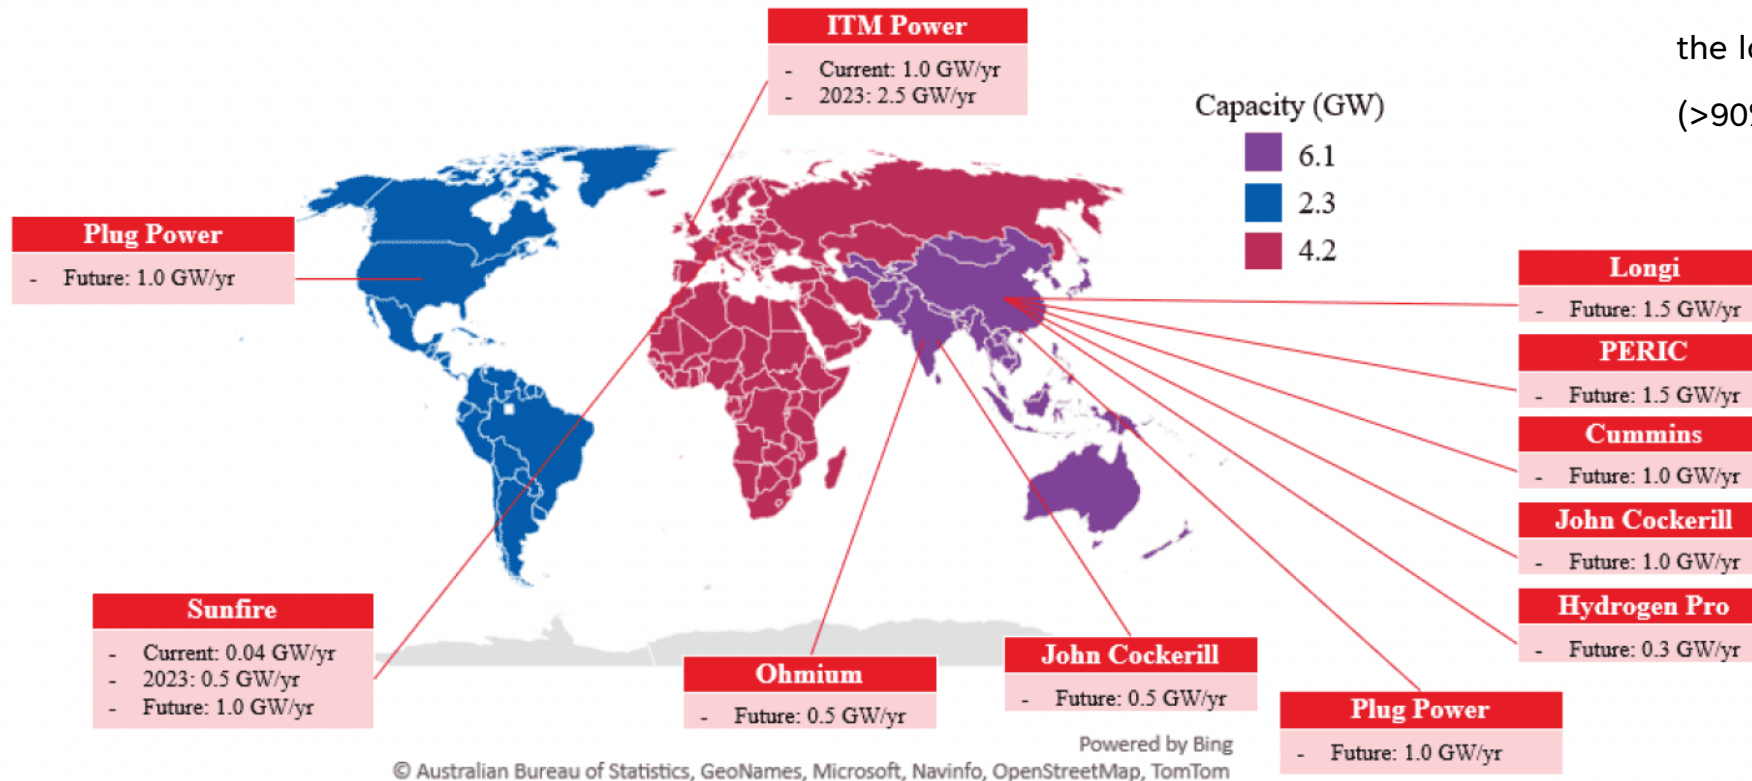 ITM Power
- Current: 1.0 GW/yr
- 2023: 2.5 GW/yr
the lo
(>90%
Capacity (GW)
6.1
2.3
4.2
Plug Power
- Future: 1.0 GW/yr
Longi
- Future: 1.5 GW/yr
PERIC
- Future: 1.5 GW/yr
Cummins
- Future: 1.0 GW/yr
John Cockerill
- Future: 1.0 GW/yr
Hydrogen Pro
- Future: 0.3 GW/yr
Sunfire
- Current: 0.04 GW/yr
- 2023: 0.5 GW/yr
- Future: 1.0 GW/yr
Ohmium
- Future: 0.5 GW/yr
John Cockerill
- Future: 0.5 GW/yr
Plug Power
- Future: 1.0 GW/yr
Powered by Bing
© Australian Bureau of Statistics, GeoNames, Microsoft, Navinfo, OpenStreetMap, TomTom